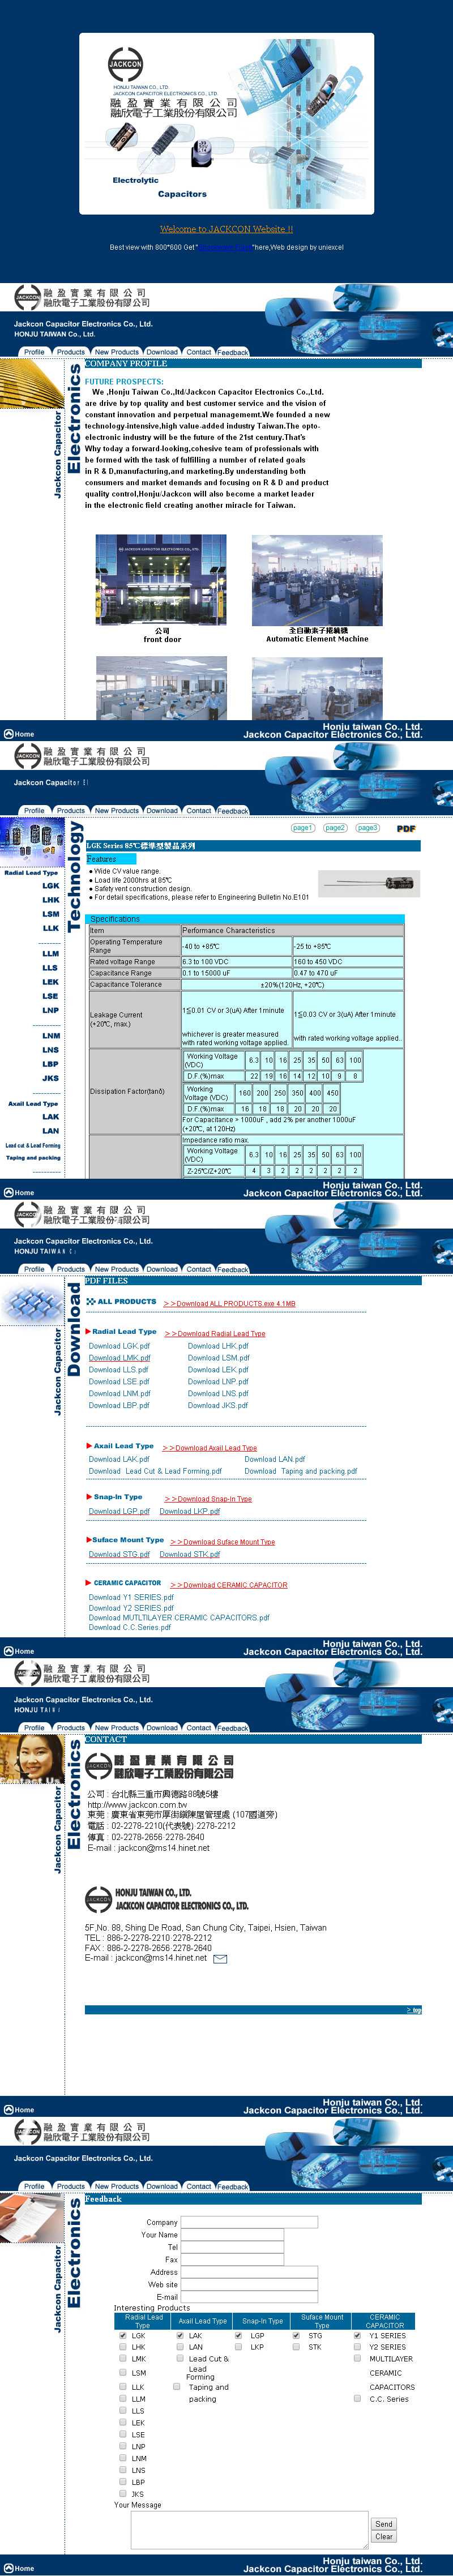 JACKCON
HONJU TAIWAN CO., LTD.
JACKCON CAPACITOR ELECTRONICS CO., LTD.
融盈實業有限公司
融欣電子工業股份有限公司
Electrolytic
Capacitors
Welcome to JACKCON Website !!
Best view with 800*600 Get "                "here,Web design by uniexcel
JACKCON
融盈實業有限公司
融欣電子工業股份有限公司
Jackcon Capacitor Electronics Co., Ltd.
HONJU TAIWAN Co., Ltd.
Profile Products New Products Download Contact Feedback
Jackcon Capacitor
Electronics
COMPANY PROFILE
FUTURE PROSPECTS:
We ,Honju Taiwan Co.,ltd/Jackcon Capacitor Electronics Co.,Ltd,
are drive by top quality and best customer service and the vision of
constant innovation and perpetual management.We founded a new
technology-intensive,high value-added industry Taiwan.The opto-
electronic industry will be the future of the 21st century.That's
Why today a forward-looking,cohesive team of professionals with
be formed with the task of fulfilling a number of related goals
in R & D,manufacturing,and marketing.By understanding both
consumers and market demands and focusing on R & D and product
quality control,Honju/Jackcon will also become a market leader
in the electronic field creating another miracle for Taiwan.
公司
front door
全自動素子捲繞機
Automatic Element Machine
Home
Honju taiwan Co., Ltd.
Jackcon Capacitor Electronics Co., Ltd.
JACKCON
融盈實業有限公司
融欣電子工業股份有限公司
Jackcon Capacitor El
Profile Products New Products Download Contact Feedback
Technology
Radial Lead Type
LGK
LHK
LSM
LLK
LLM
LLS
LEK
LSE
LNP
LNM
LNS
LBP
JKS
Axail Lead Type
LAK
LAN
Lead cut & Lead Forming
Taping and packing
page1 page2 page3 PDF
LGK Series 85℃標準型製品系列
Features
● Wide CV value range.
● Load life 2000hrs at 85℃
● Safety vent construction design.
● For detail specifications, please refer to Engineering Bulletin No.E101
Specifications
Item Performance Characteristics
Operating Temperature Range -40 to +85℃ -25 to +85℃
Rated voltage Range 6.3 to 100 VDC 160 to 450 VDC
Capacitance Range 0.1 to 15000 uF 0.47 to 470 uF
Capacitance Tolerance ±20%(120Hz, +20℃)
Leakage Current
(+20℃, max.)
1≦0.01 CV or 3(uA) After 1minute
whichever is greater measured
with rated working voltage applied.
1≦0.03 CV or 3(uA) After 1minute
with rated working voltage applied..
Dissipation Factor(tanδ)
Working Voltage (VDC) 6.3 10 16 25 35 50 63 100
D.F.(%)max 22 19 16 14 12 10 9 8
Working Voltage (VDC) 160 200 250 350 400 450
D.F.(%)max 16 18 18 20 20 20
For Capacitance > 1000uF , add 2% per another 1000uF
(+20℃, at 120Hz)
Impedance ratio max.
Working Voltage (VDC) 6.3 10 16 25 35 50 63 100
Z-25℃/Z+20℃ 4 3 2 2 2 2 2 2
Home
Honju taiwan Co., Ltd.
Jackcon Capacitor Electronics Co., Ltd.
融盈實業有限公司
融欣電子工業股份有限公司
Jackcon Capacitor Electronics Co., Ltd.
HONJU TAIWAN C
Profile Products New Products Download Contact Feedback
Jackcon Capacitor
Download
PDF FILES
ALL PRODUCTS >>Download ALL PRODUCTS.exe 4.1MB
Radial Lead Type >>Download Radial Lead Type
Download LGK.pdf Download LHK.pdf
Download LMK.pdf Download LSM.pdf
Download LLS.pdf Download LEK.pdf
Download LSE.pdf Download LNP.pdf
Download LNM.pdf Download LNS.pdf
Download LBP.pdf Download JKS.pdf
Axail Lead Type >>Download Axail Lead Type
Download LAK.pdf Download LAN.pdf
Download Lead Cut & Lead Forming.pdf Download Taping and packing.pdf
Snap-In Type >>Download Snap-In Type
Download LGP.pdf Download LKP.pdf
Suface Mount Type >>Download Suface Mount Type
Download STG.pdf Download STK.pdf
CERAMIC CAPACITOR >>Download CERAMIC CAPACITOR
Download Y1 SERIES.pdf
Download Y2 SERIES.pdf
Download MUTLTILAYER CERAMIC CAPACITORS.pdf
Download C.C.Series.pdf
Home
Honju taiwan Co., Ltd.
Jackcon Capacitor Electronics Co., Ltd.
JACKCON
融盈實業有限公司
融欣電子工業股份有限公司
Jackcon Capacitor Electronics Co., Ltd.
HONJU TAI
Profile Products New Products Download Contact Feedback
Jackcon Capacitor
Electronics
CONTACT
JACKCON
融盈實業有限公司
融欣電子工業股份有限公司
公司 : 台北縣三重市興德路88號5樓
http://www.jackcon.com.tw
東莞 : 廣東省東莞市厚街鎮陳屋管理處 (107國道旁)
電話 : 02-2278-2210(代表號) 2278-2212
傳真 : 02-2278-2656 2278-2640
E-mail : jackcon@ms14.hinet.net
JACKCON
HONJU TAIWAN CO., LTD.
JACKCON CAPACITOR ELECTRONICS CO., LTD.
5F,No. 88, Shing De Road, San Chung City, Taipei, Hsien, Taiwan
TEL : 886-2-2278-2210 2278-2212
FAX : 886-2-2278-2656 2278-2640
E-mail : jackcon@ms14.hinet.net
> top
Home
Honju taiwan Co., Ltd.
Jackcon Capacitor Electronics Co., Ltd.
JACKCON
融盈實業有限公司
融欣電子工業股份有限公司
Jackcon Capacitor Electronics Co., Ltd.
Profile Products New Products Download Contact Feedback
Jackcon Capacitor
Electronics
Feedback
Company
Your Name
Tel
Fax
Address
Web site
E-mail
Interesting Products
Radial Lead Type Axail Lead Type Snap-In Type Suface Mount Type CERAMIC CAPACITOR
LGK LAK LGP STG Y1 SERIES
LHK LAN LKP STK Y2 SERIES
LMK Lead Cut & Lead Forming MULTILAYER CERAMIC CAPACITORS
LSM
LLK Taping and packing
LLM C.C. Series
LLS
LEK
LSE
LNP
LNM
LNS
LBP
JKS
Your Message
Send
Clear
Home
Honju taiwan Co., Ltd.
Jackcon Capacitor Electronics Co., Ltd.